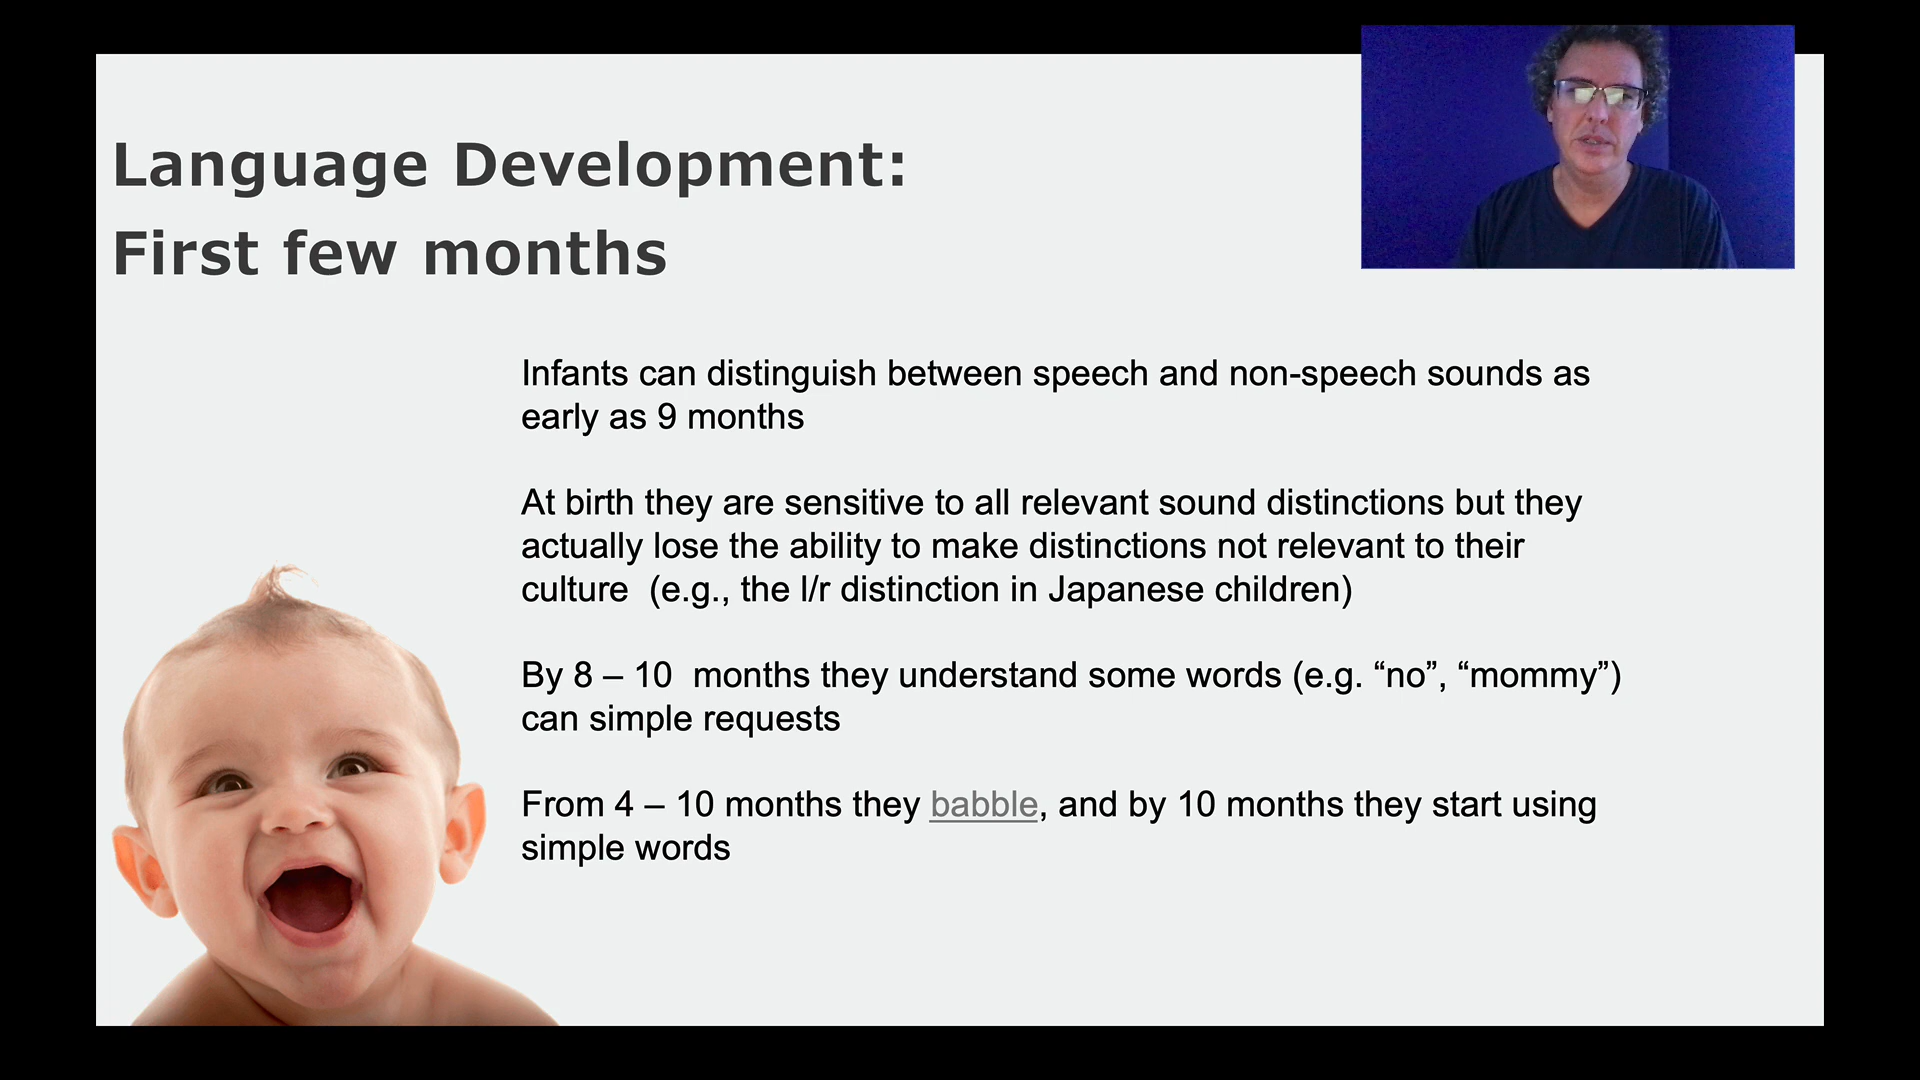 Language Development:
First few months
Infants can distinguish between speech and non-speech sounds as
early as 9 months
At birth they are sensitive to all relevant sound distinctions but they
actually lose the ability to make distinctions not relevant to their
culture  (e.g., the l/r distinction in Japanese children)
By 8 – 10  months they understand some words (e.g. “no”, “mommy”)
can simple requests
From 4 – 10 months they babble, and by 10 months they start using
simple words